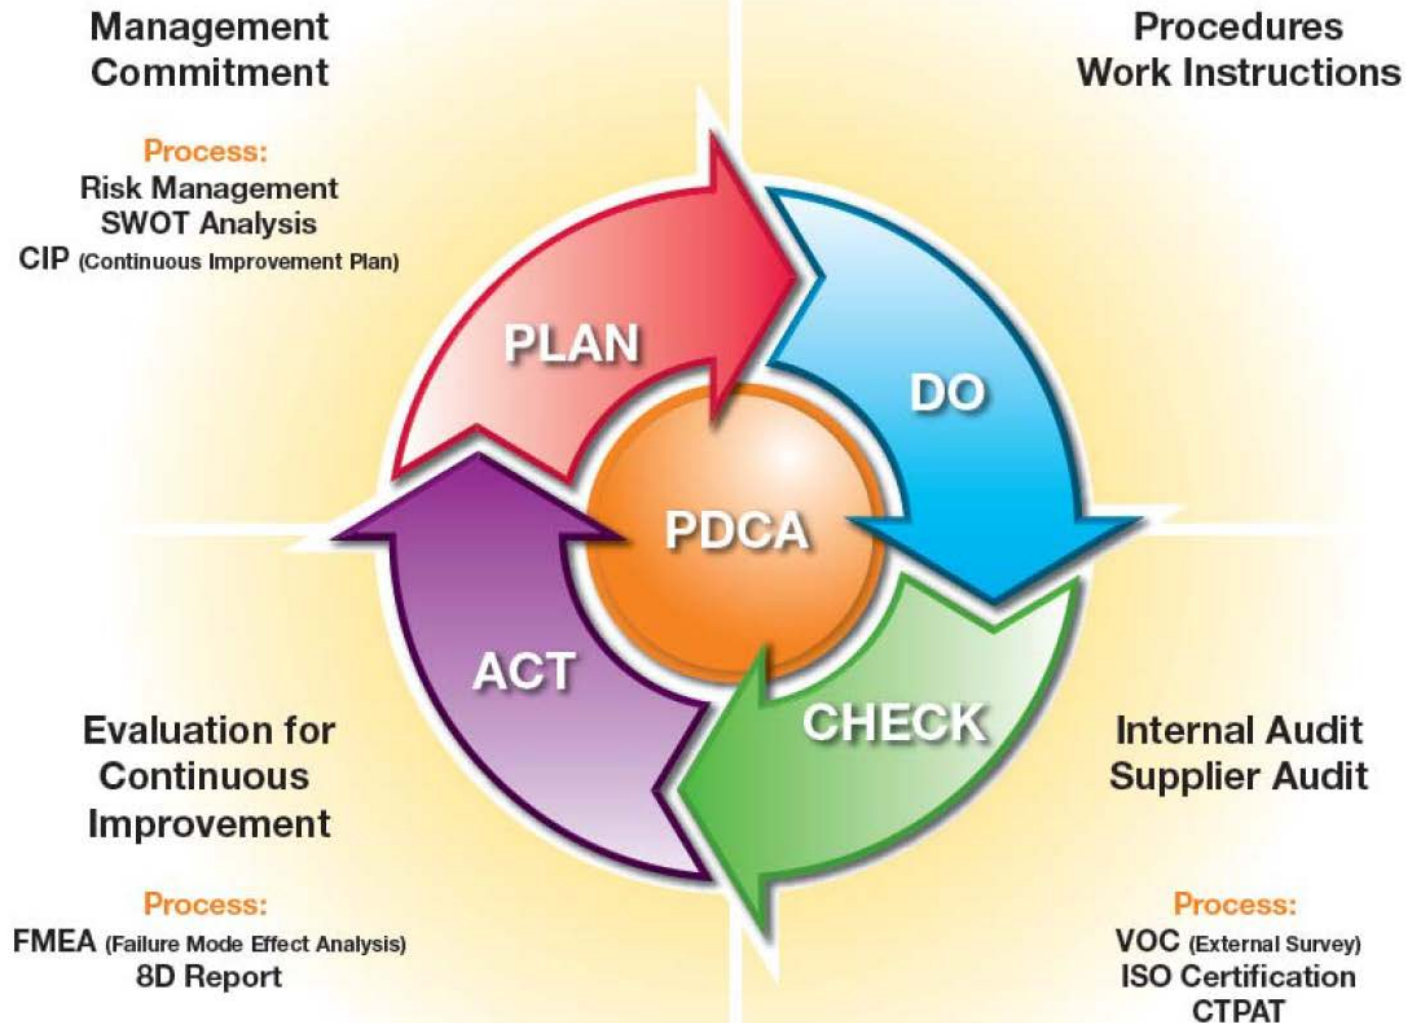 Management
Commitment
Process:
Risk Management
SWOT Analysis
CIP (Continuous Improvement Plan)
Procedures
Work Instructions
PLAN
DO
PDCA
ACT
CHECK
Evaluation for
Continuous
Improvement
Process:
FMEA (Failure Mode Effect Analysis)
8D Report
Internal Audit
Supplier Audit
Process:
VOC (External Survey)
ISO Certification
CTPAT